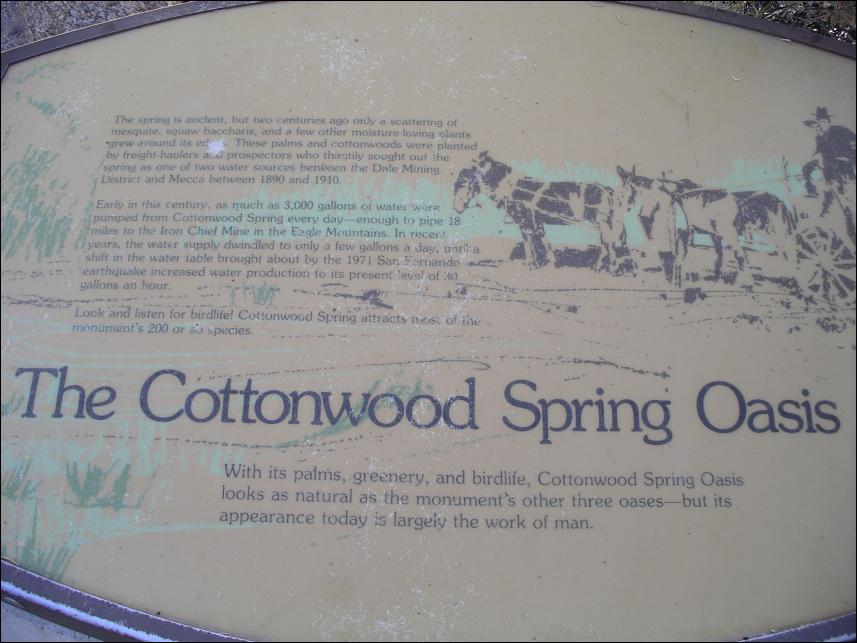 The spring is ancient, but two centuries ago only a scattering of
mesquite, squaw baccharis, and a few other moisture-loving plants
grew around its edges. These palms and cottonwoods were planted
by freight-haulers and prospectors who thirstily sought out the
spring as one of two water sources between the Dale Mining
District and Mecca between 1890 and 1910.
Early in this century, as much as 3,000 gallons of water were
pumped from Cottonwood Spring every day—enough to pipe 18
miles to the Iron Chief Mine in the Eagle Mountains. In recent
years, the water supply dwindled to only a few gallons a day, until a
shift in the water table brought about by the 1971 San Fernando
earthquake increased water production to its present level of 30
gallons an hour.
Look and listen for birdlife! Cottonwood Spring attracts most of the
monument's 200 or so species.
The Cottonwood Spring Oasis
With its palms, greenery, and birdlife, Cottonwood Spring Oasis
looks as natural as the monument's other three oases—but its
appearance today is largely the work of man.